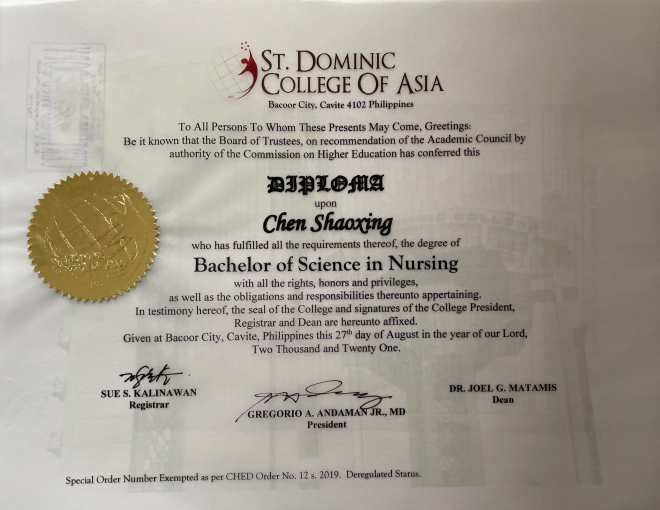 ST. DOMINIC
COLLEGE OF ASIA
Bacoor City, Cavite 4102 Philippines
To All Persons To Whom These Presents May Come, Greetings:
Be it known that the Board of Trustees, on recommendation of the Academic Council by
authority of the Commission on Higher Education has conferred this
DIPLOMA
upon
Chen Shaoxing
who has fulfilled all the requirements thereof, the degree of
Bachelor of Science in Nursing
with all the rights, honors and privileges,
as well as the obligations and responsibilities thereunto appertaining.
In testimony hereof, the seal of the College and signatures of the College President,
Registrar and Dean are hereunto affixed.
Given at Bacoor City, Cavite, Philippines this 27th day of August in the year of our Lord,
Two Thousand and Twenty One.
SUE S. KALINAWAN
Registrar
GREGORIO A. ANDAMAN JR., MD
President
DR. JOEL G. MATAMIS
Dean
Special Order Number Exempted as per CHED Order No. 12 s. 2019. Deregulated Status.